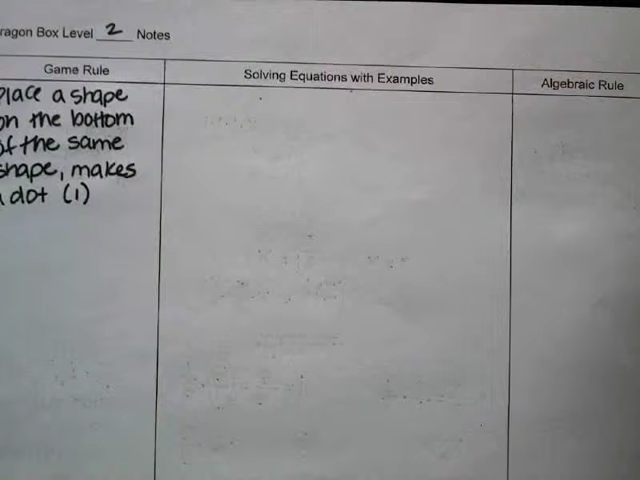 ragon Box Level 2 Notes
Game Rule
Solving Equations with Examples
Algebraic Rule
Place a shape
on the bottom
of the same
shape, makes
a dot (1)